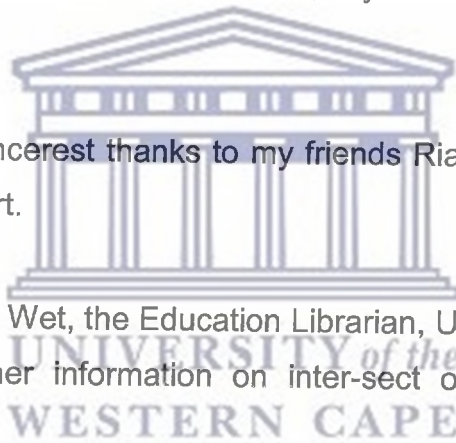 ncerest thanks to my friends Ria
rt.
Wet, the Education Librarian, U
UNIVERSITY of the
ner information on inter-sect o
WESTERN CAPE